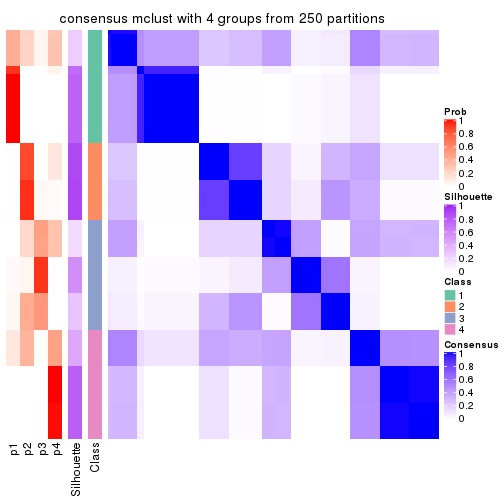 consensus mclust with 4 groups from 250 partitions
Prob
1
0.8
0.6
0.4
0.2
0
Silhouette
1
0.8
0.6
0.4
0.2
0
Class
1
2
3
4
Consensus
1
0.8
0.6
0.4
0.2
0
p1
p2
p3
p4
Silhouette
Class